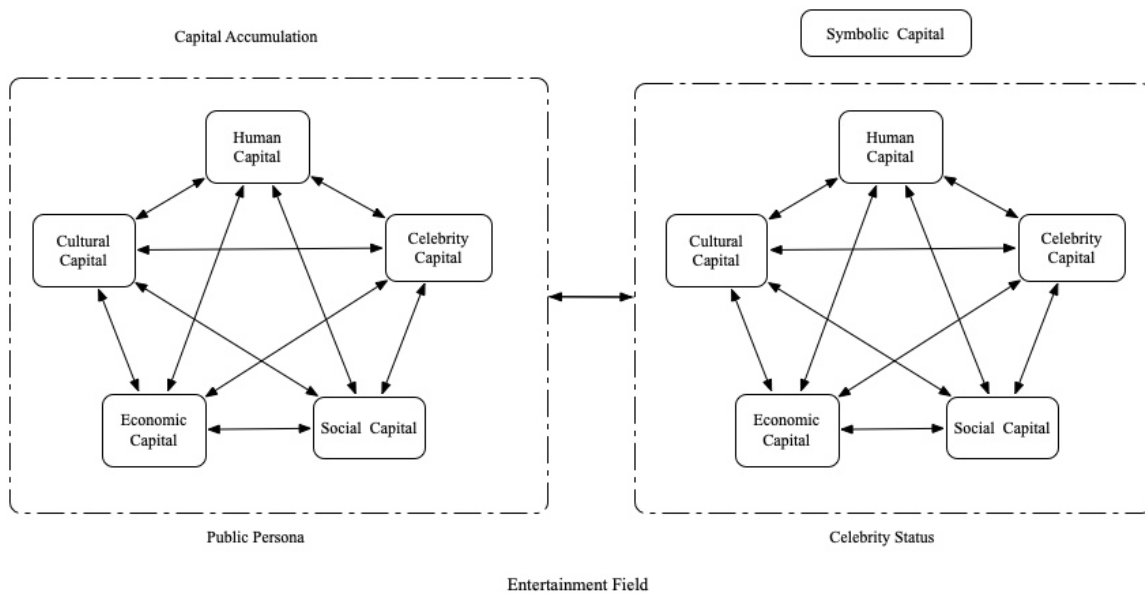 Capital Accumulation
Symbolic Capital
Human
Capital
Cultural
Capital
Celebrity
Capital
Economic
Capital
Social Capital
Public Persona
Human
Capital
Cultural
Capital
Celebrity
Capital
Economic
Capital
Social Capital
Celebrity Status
Entertainment Field